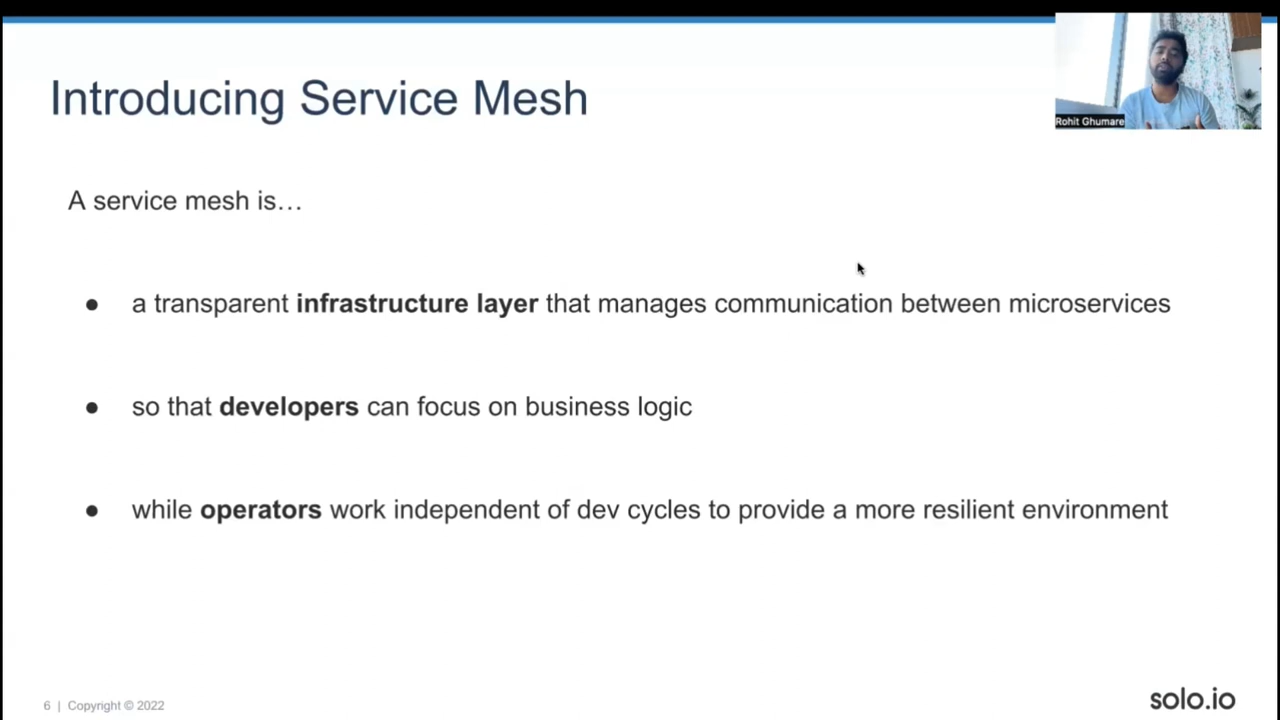 Introducing Service Mesh
Rohit Ghumare
A service mesh is…
● a transparent infrastructure layer that manages communication between microservices
● so that developers can focus on business logic
● while operators work independent of dev cycles to provide a more resilient environment
6 | Copyright © 2022
solo.io